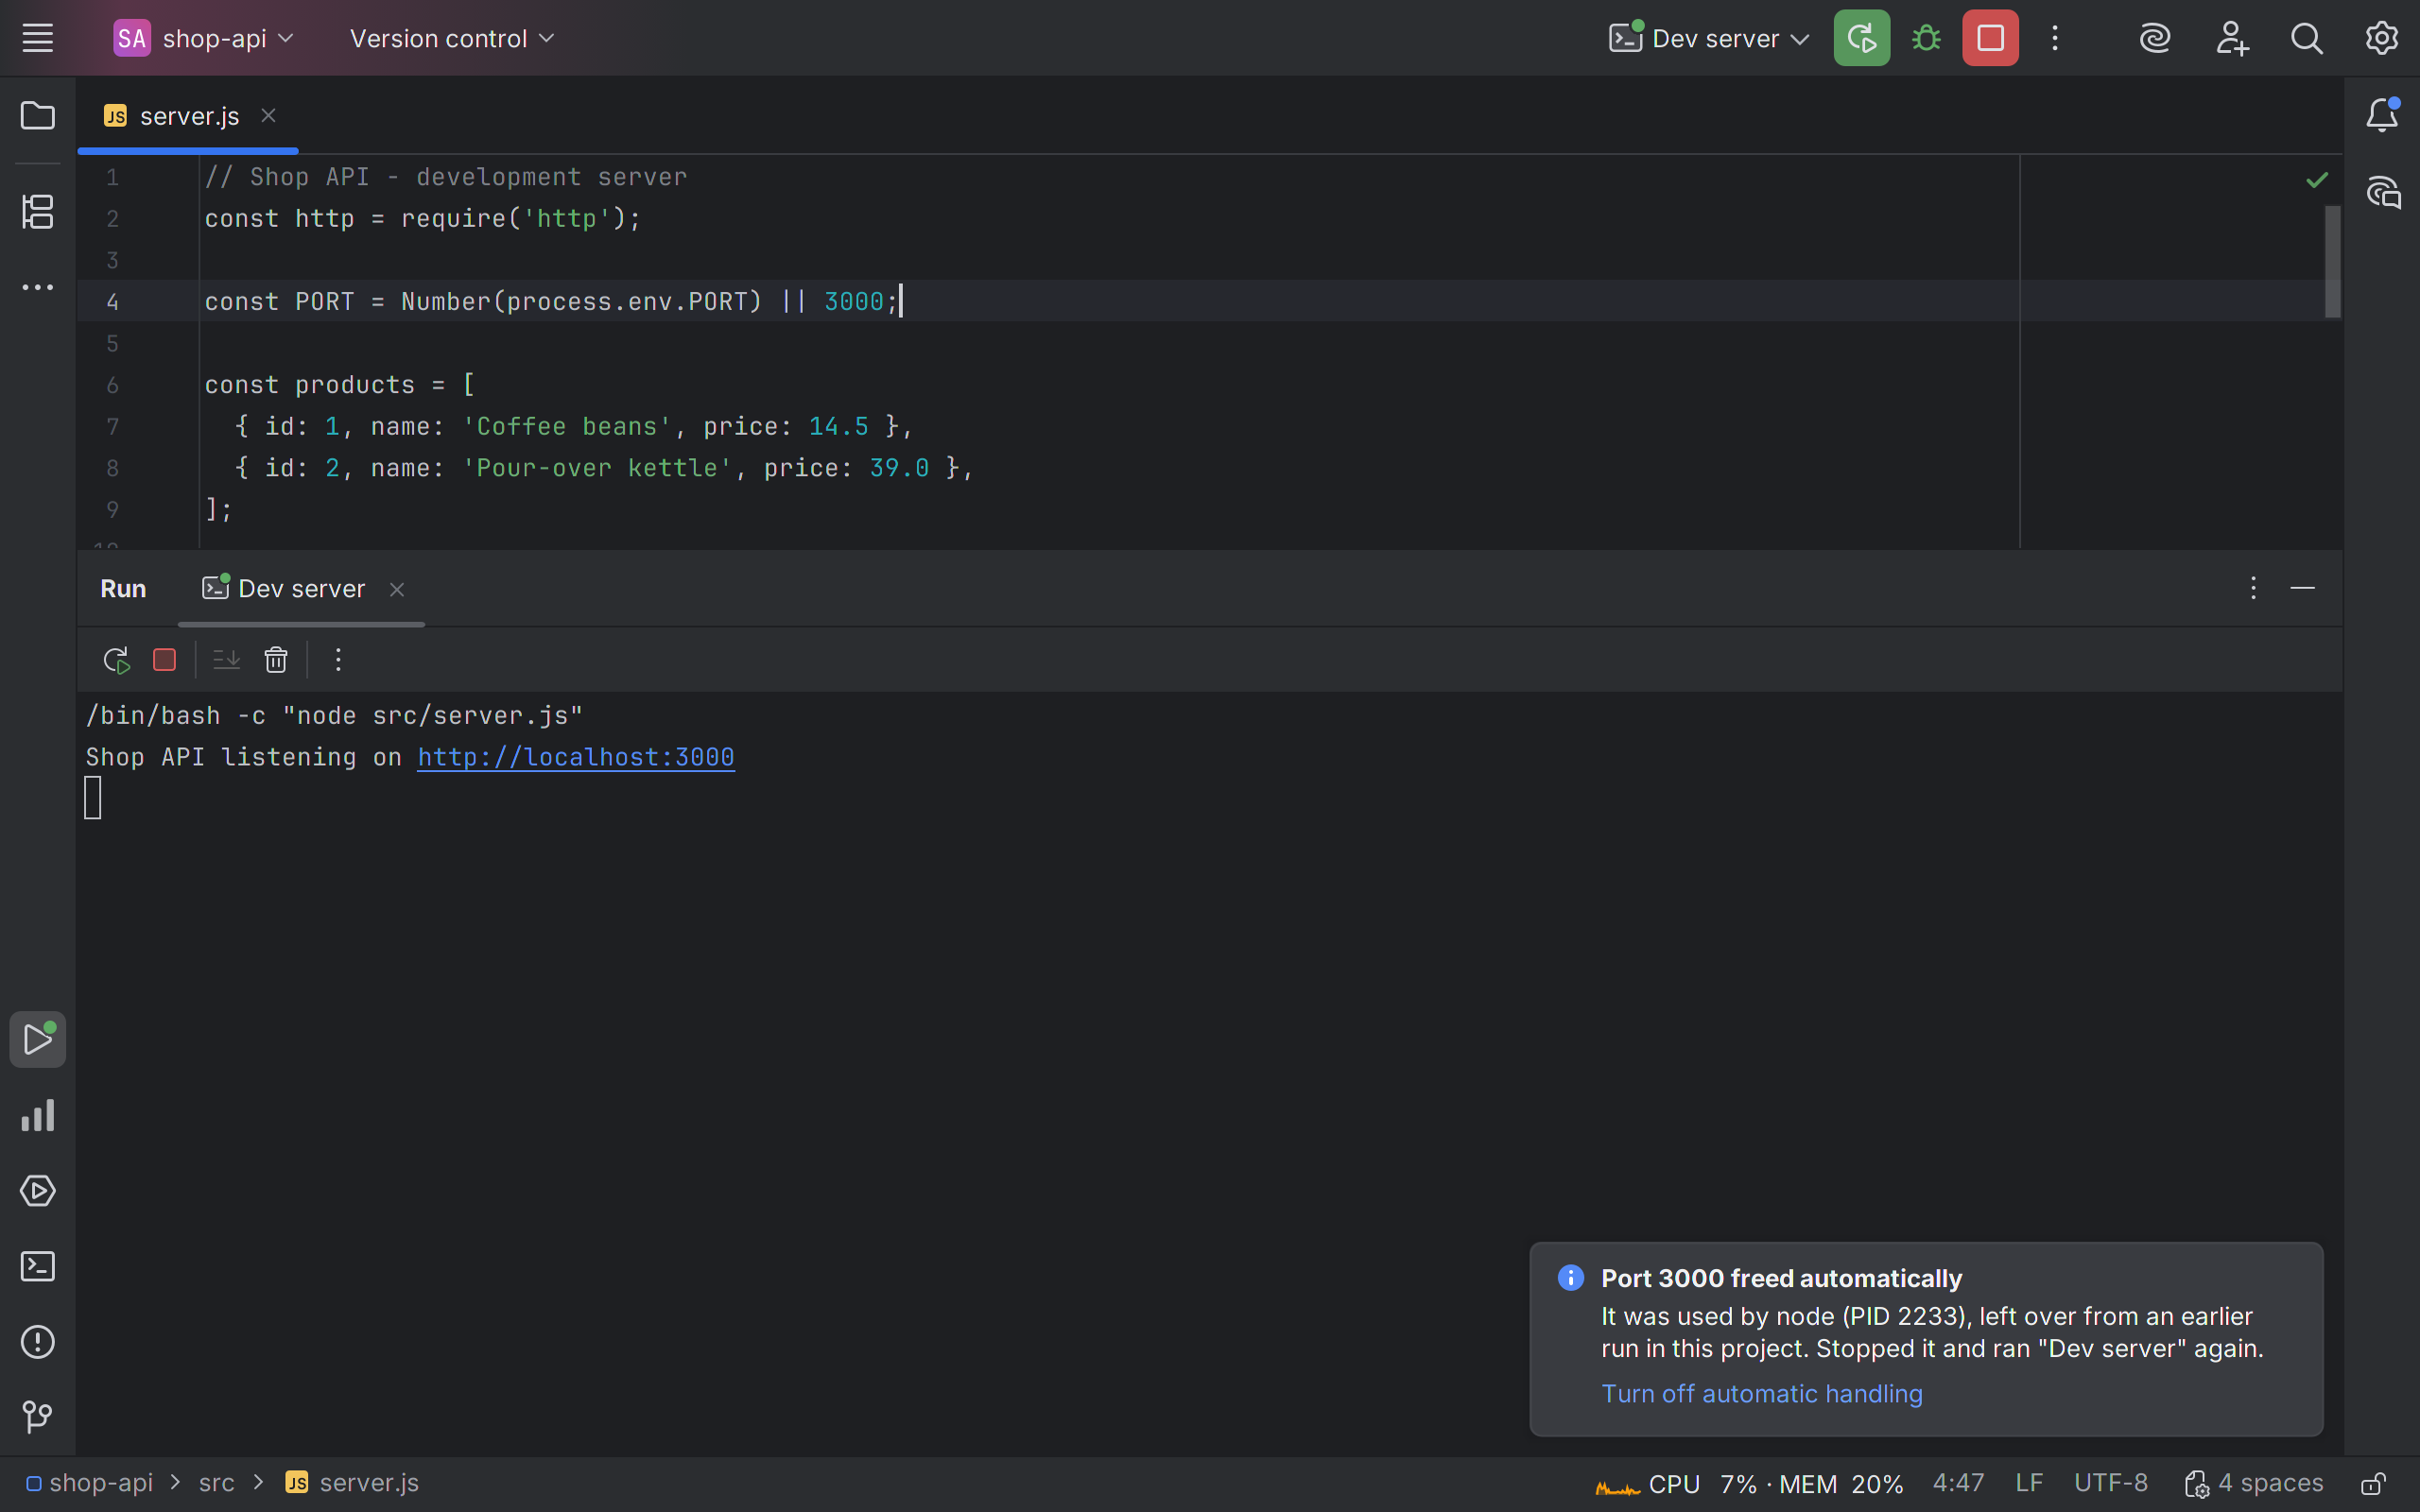 SA shop-api Version control Dev server
server.js
1 // Shop API - development server
2 const http = require('http');
3
4 const PORT = Number(process.env.PORT) || 3000;
5
6 const products = [
7 { id: 1, name: 'Coffee beans', price: 14.5 },
8 { id: 2, name: 'Pour-over kettle', price: 39.0 },
9 ];
10
Run Dev server
/bin/bash -c "node src/server.js"
Shop API listening on http://localhost:3000
Port 3000 freed automatically
It was used by node (PID 2233), left over from an earlier
run in this project. Stopped it and ran "Dev server" again.
Turn off automatic handling
shop-api > src > JS server.js CPU 7% · MEM 20% 4:47 LF UTF-8 4 spaces